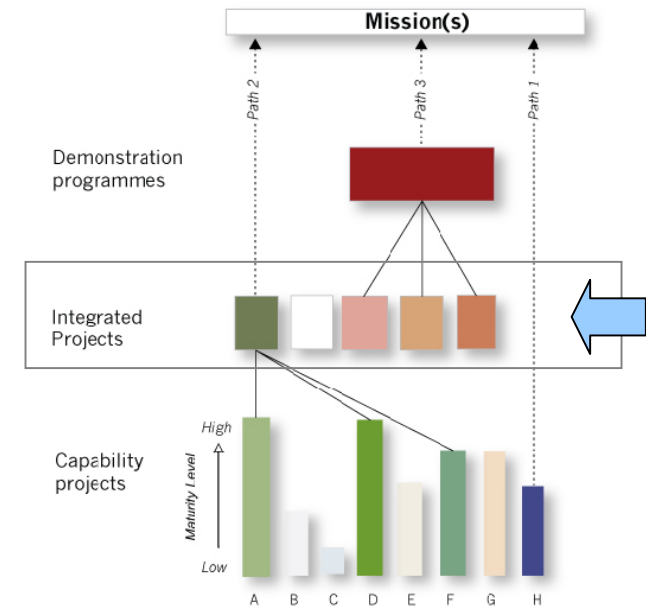 Mission(s)
Path 2
Path 3
Path 1
Demonstration
programmes
Integrated
Projects
Capability
projects
High
Maturity Level
Low
A B C D E F G H